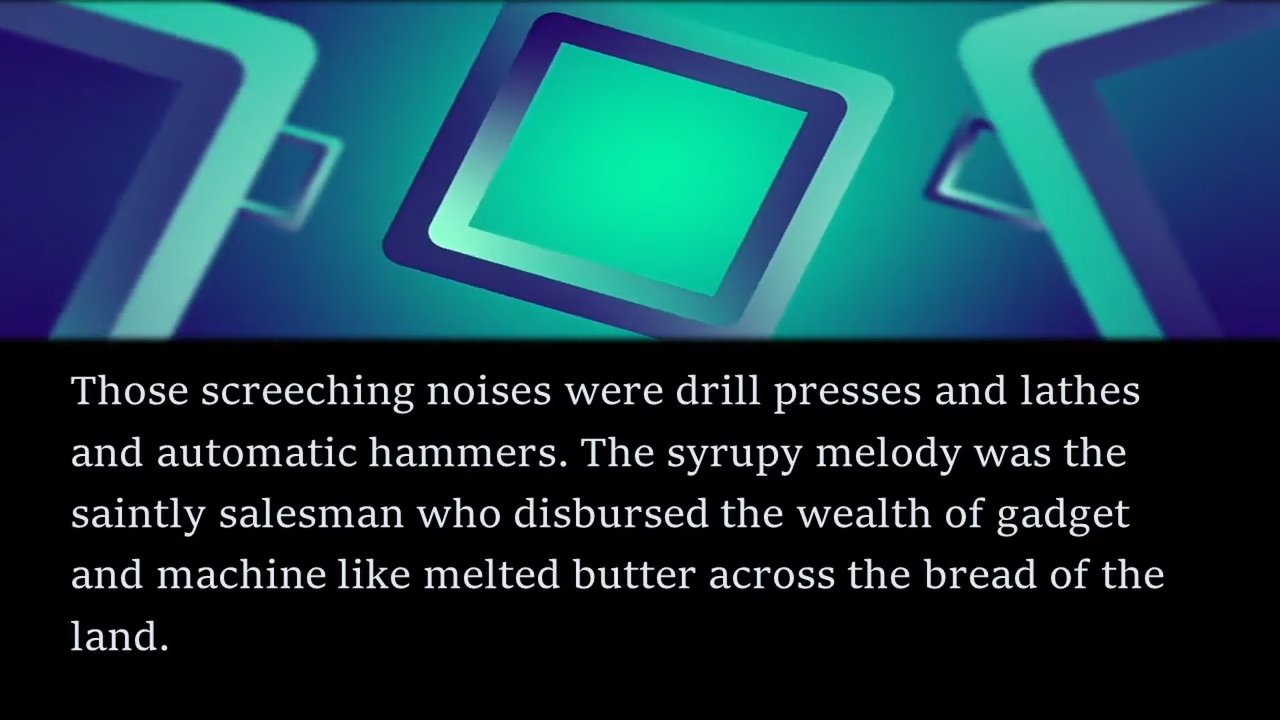 Those screeching noises were drill presses and lathes
and automatic hammers. The syrupy melody was the
saintly salesman who disbursed the wealth of gadget
and machine like melted butter across the bread of the
land.